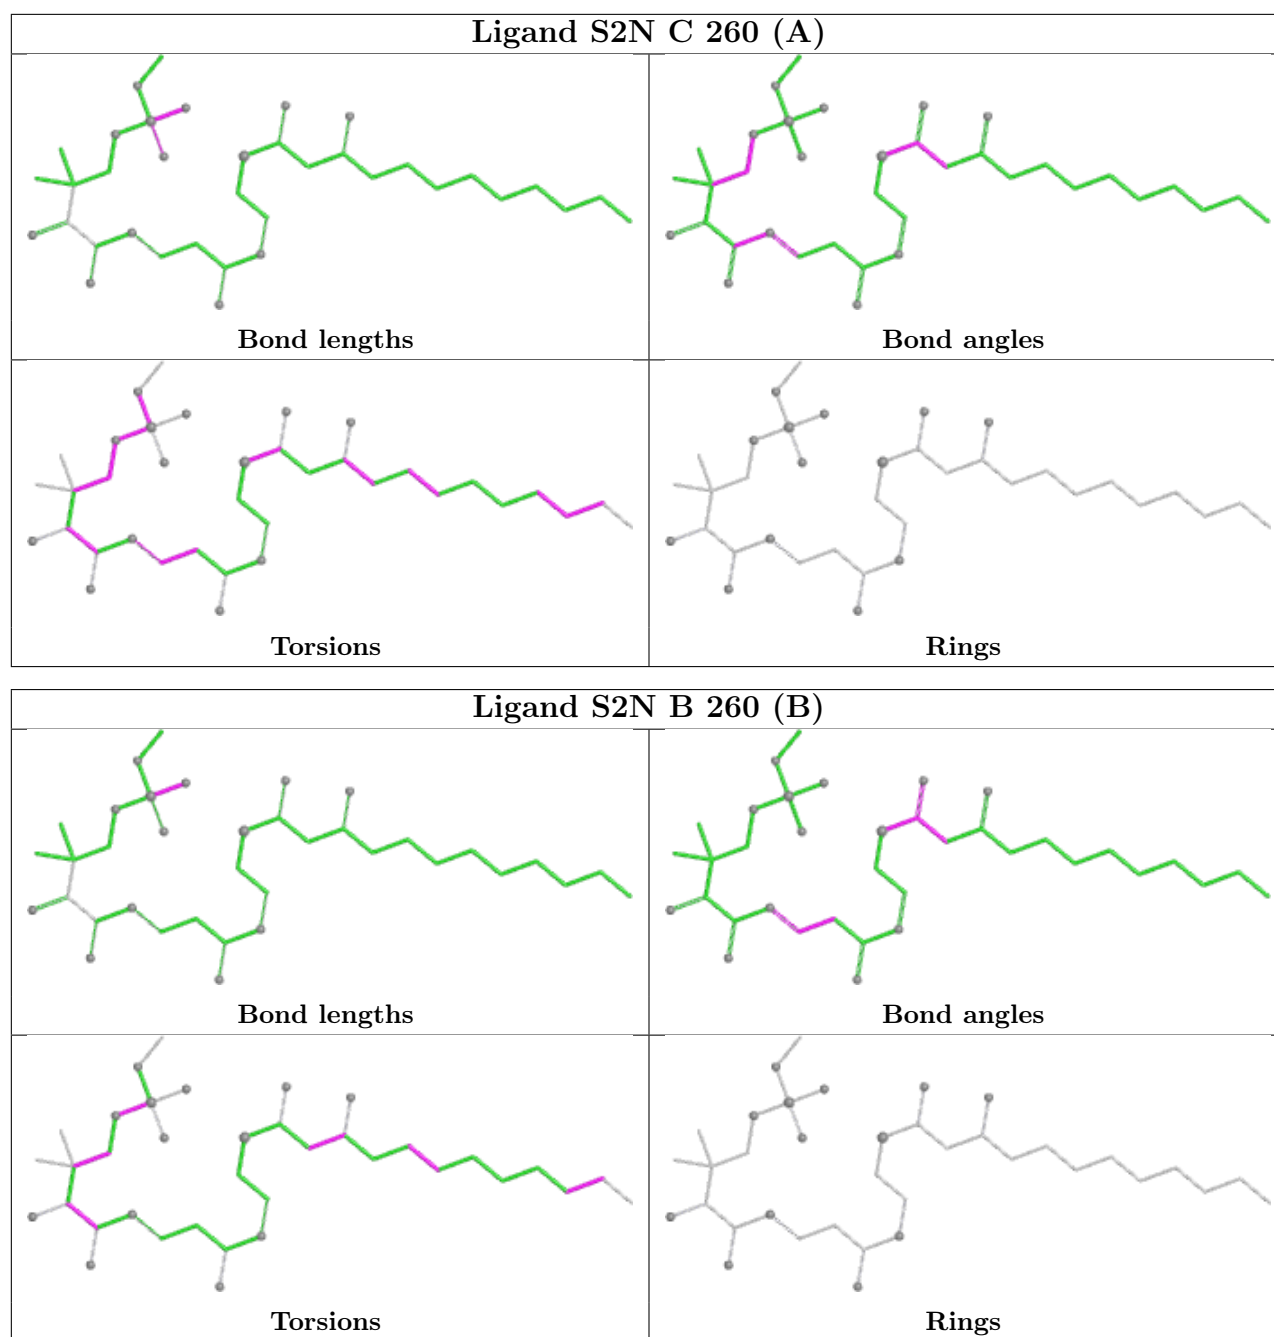 Ligand S2N C 260 (A)
Bond lengths
Bond angles
Torsions
Rings
Ligand S2N B 260 (B)
Bond lengths
Bond angles
Torsions
Rings